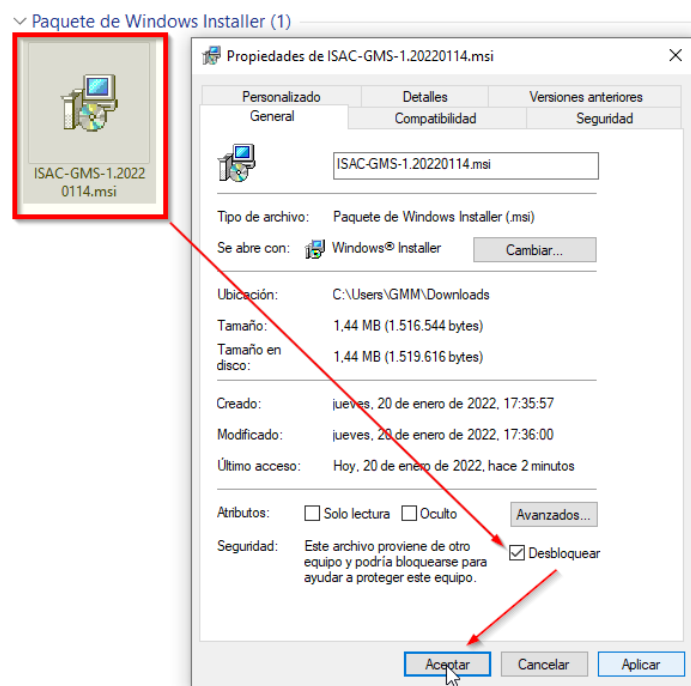 Paquete de Windows Installer (1)
ISAC-GMS-1.2022
0114.msi
Propiedades de ISAC-GMS-1.20220114.msi
Personalizado
Detalles
Versiones anteriores
General
Compatibilidad
Seguridad
ISAC-GMS-1.20220114.msi
Tipo de archivo: Paquete de Windows Installer (.msi)
Se abre con: Windows® Installer Cambiar...
Ubicación: C:\Users\GMM\Downloads
Tamaño: 1,44 MB (1.516.544 bytes)
Tamaño en
disco: 1,44 MB (1.519.616 bytes)
Creado: jueves, 20 de enero de 2022, 17:35:57
Modificado: jueves, 20 de enero de 2022, 17:36:00
Último acceso: Hoy, 20 de enero de 2022, hace 2 minutos
Atributos: Solo lectura Oculto Avanzados...
Seguridad: Este archivo proviene de otro
equipo y podría bloquearse para
ayudar a proteger este equipo.
Desbloquear
Aceptar Cancelar Aplicar